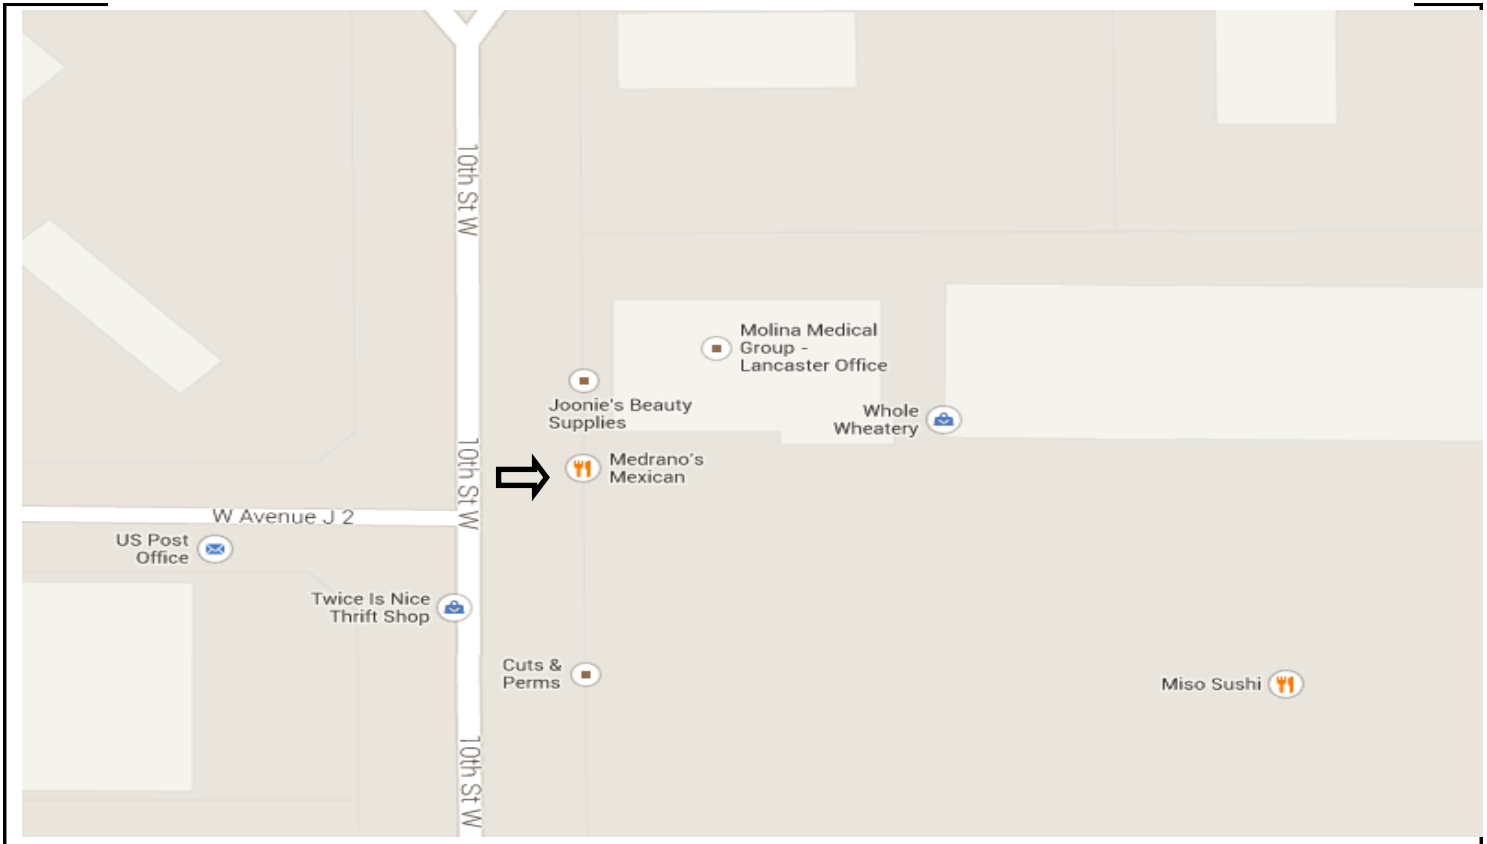 10th St W
Molina Medical
Group -
Lancaster Office
Joonie's Beauty
Supplies
Whole
Wheatery
10th St W
Medrano's
Mexican
W Avenue J 2
US Post
Office
Twice Is Nice
Thrift Shop
Cuts &
Perms
Miso Sushi
10th St W